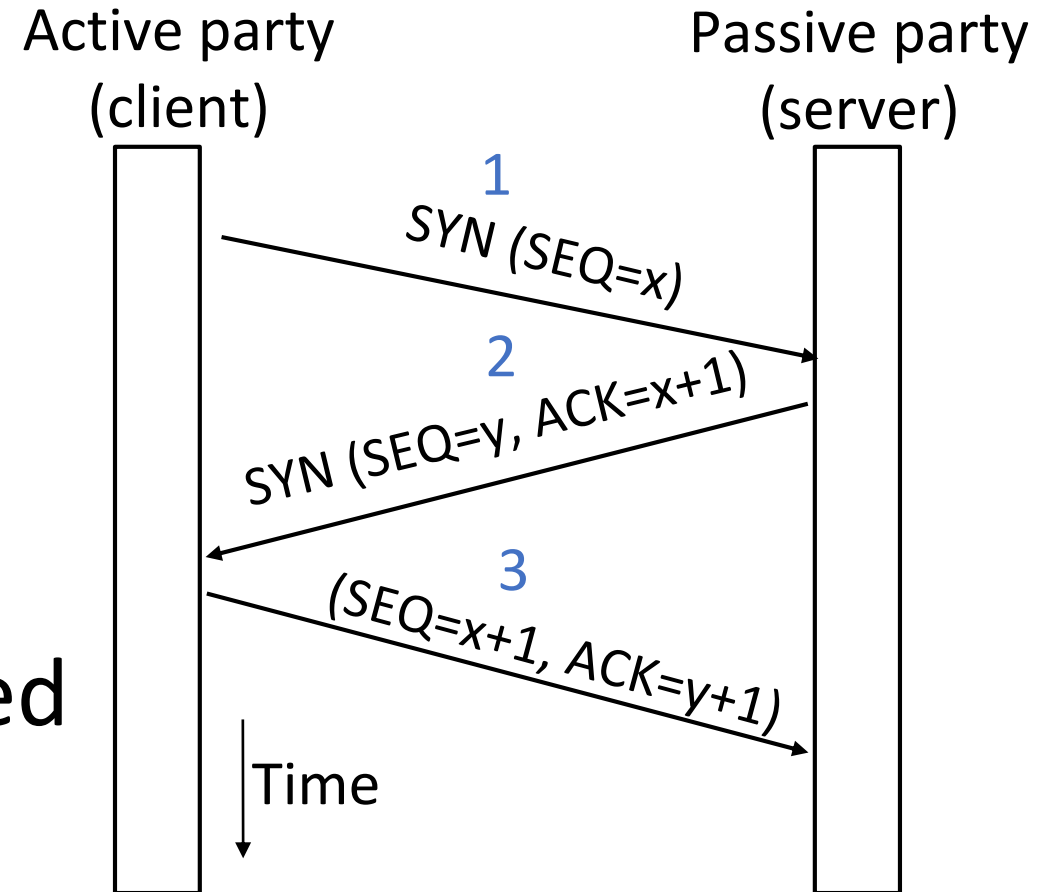 Active party
(client)
Passive party
(server)
1
SYN (SEQ=x)
2
SYN (SEQ=y, ACK=x+1)
3
(SEQ=x+1, ACK=y+1)
ed
Time